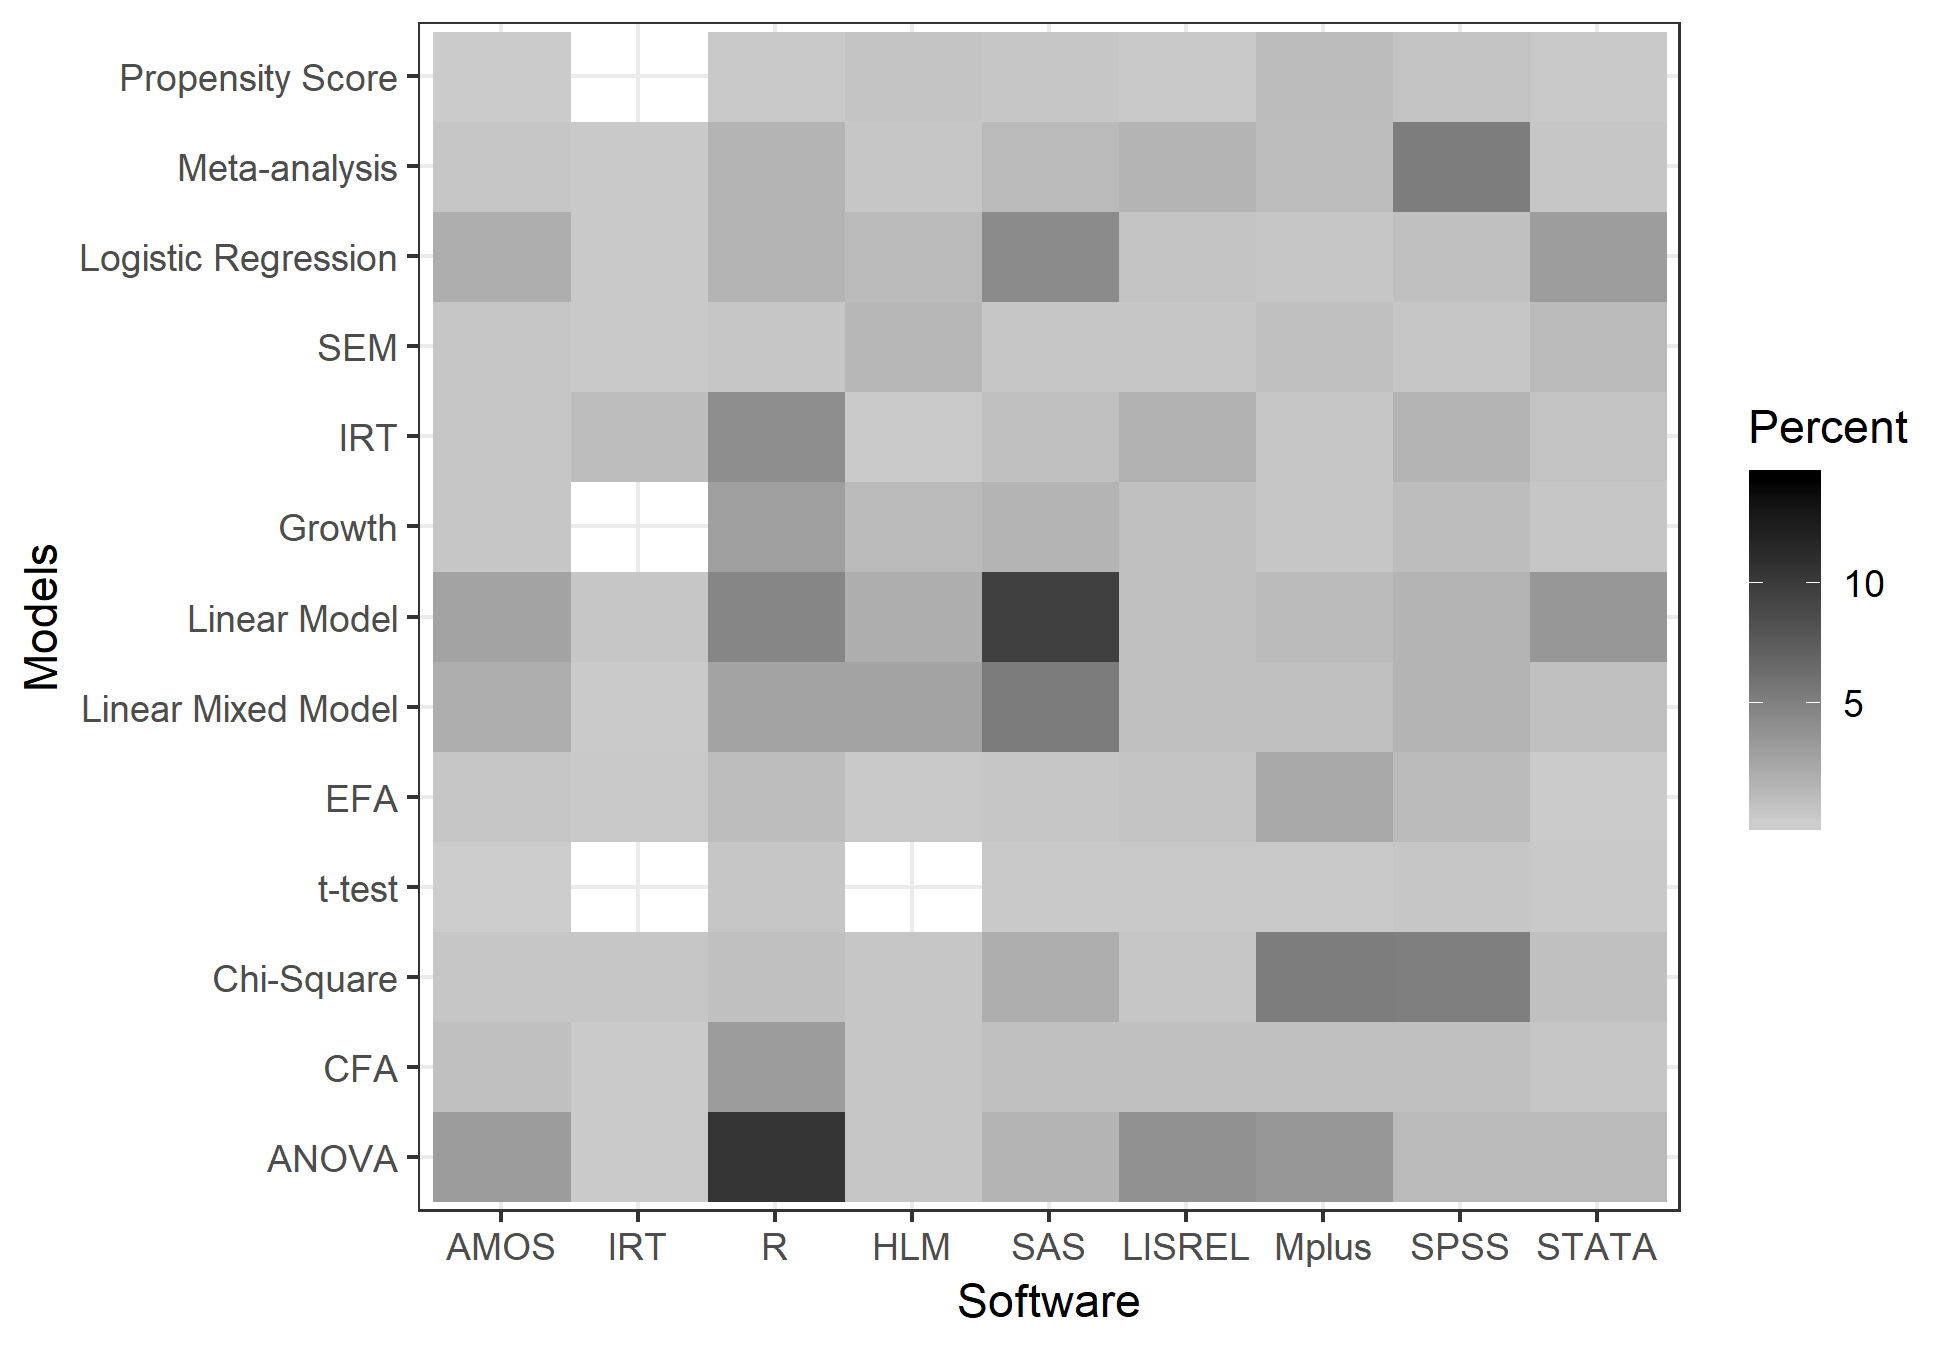 Propensity Score
Meta-analysis
Logistic Regression
SEM
IRT
Growth
Linear Model
Linear Mixed Model
EFA
t-test
Chi-Square
CFA
ANOVA
Models
AMOS IRT R HLM SAS LISREL Mplus SPSS STATA
Software
Percent
10
5